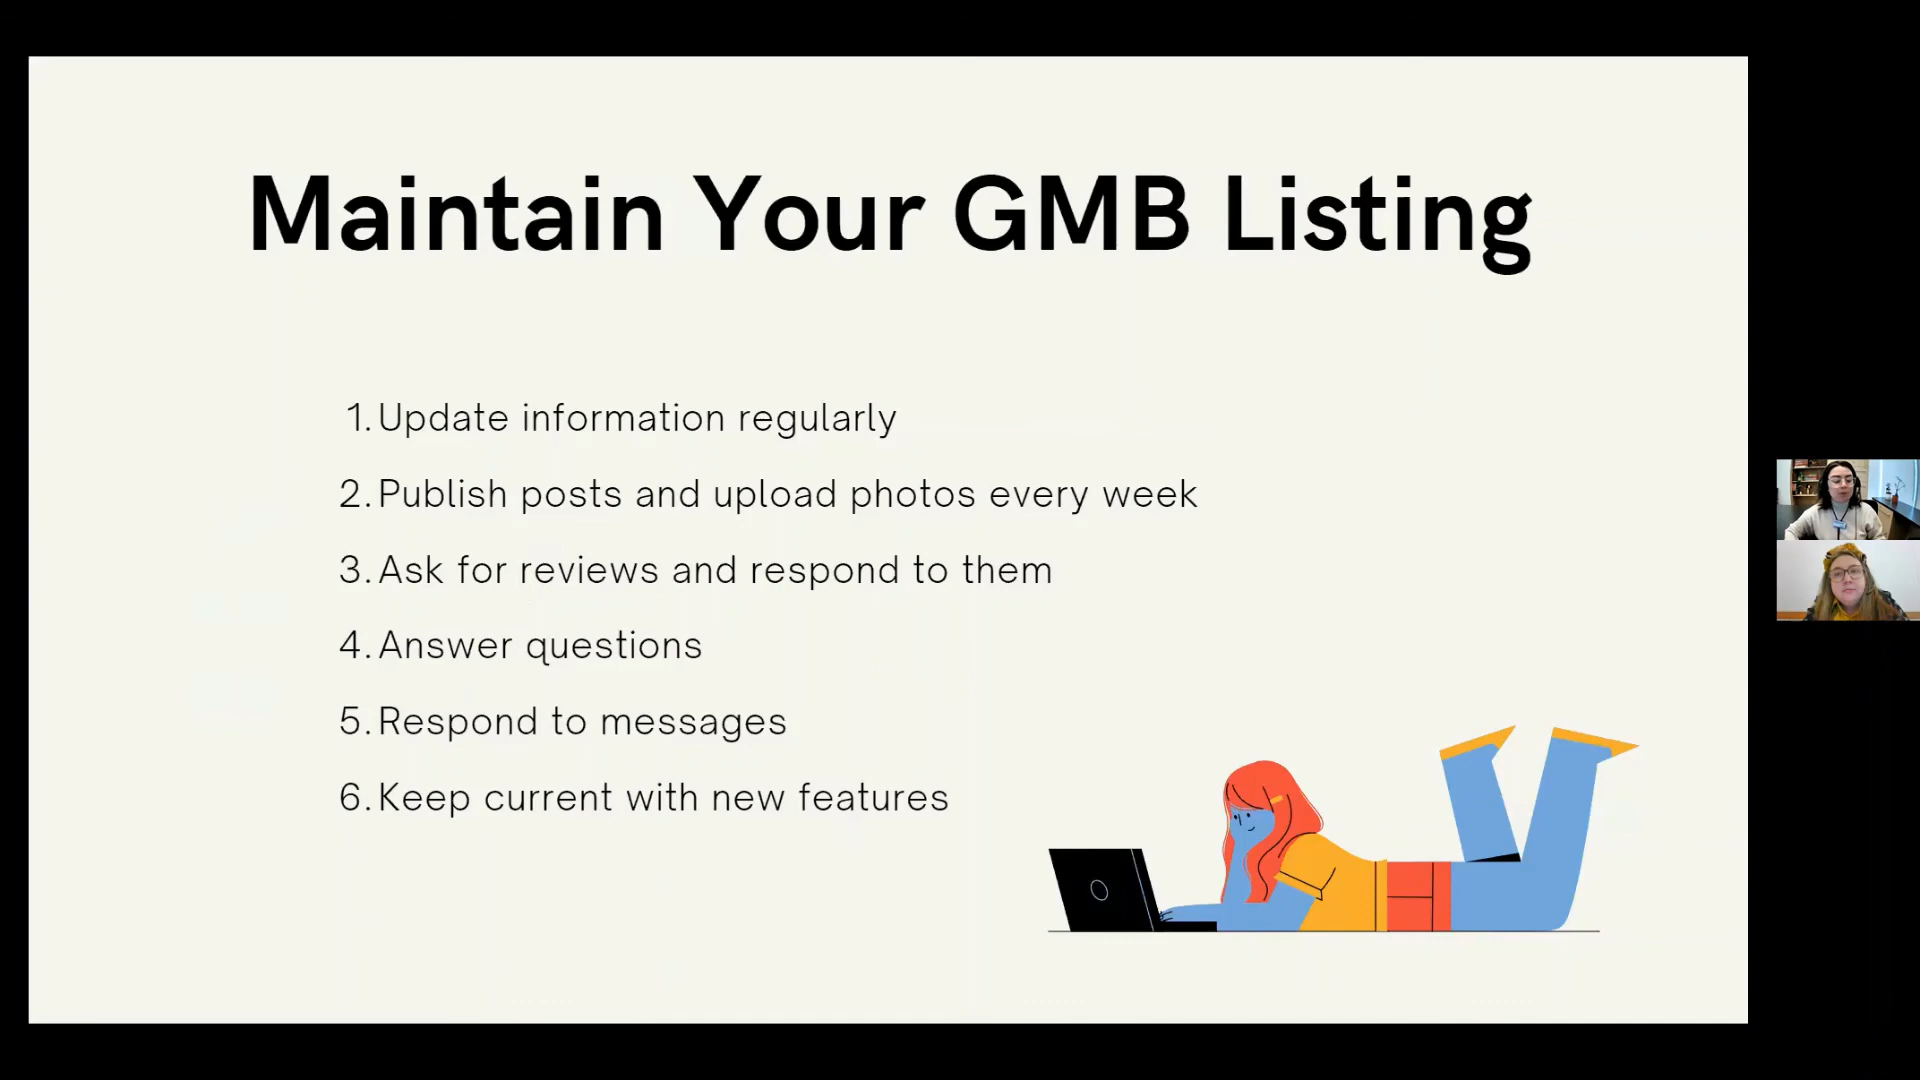 Maintain Your GMB Listing
1. Update information regularly
2. Publish posts and upload photos every week
3. Ask for reviews and respond to them
4. Answer questions
5. Respond to messages
6. Keep current with new features